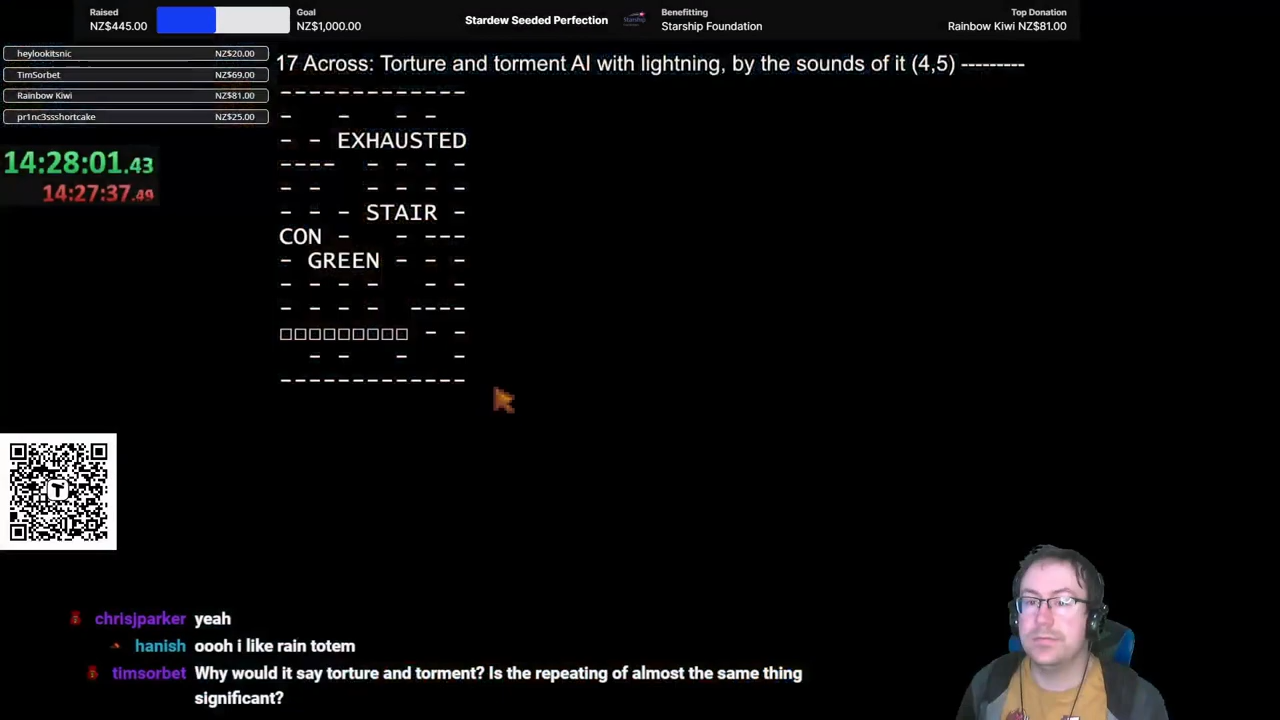 Raised
NZ$445.00
Goal
NZ$1,000.00
Stardew Seeded Perfection
Benefitting
Starship Foundation
Top Donation
Rainbow Kiwi NZ$81.00
heylookitsnic NZ$20.00
TimSorbet NZ$69.00
Rainbow Kiwi NZ$81.00
pr1nc3ssshortcake NZ$25.00
14:28:01.43
14:27:37.49
17 Across: Torture and torment AI with lightning, by the sounds of it (4,5) ---------
-------------
- - - -
- - EXHAUSTED
---- - - - -
- - - - - -
- - - STAIR -
CON - - ---
- GREEN - - -
- - - - - - -
- - - - ----
□□□□□□□□□ - -
- - - -
-------------
chrisjparker yeah
hanish oooh i like rain totem
timsorbet Why would it say torture and torment? Is the repeating of almost the same thing
significant?